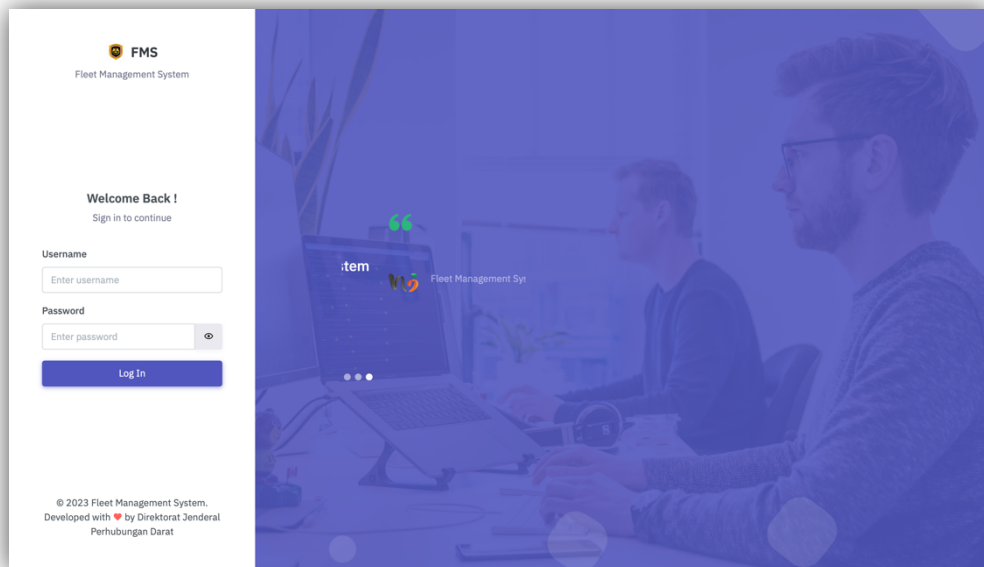 FMS
Fleet Management System
Welcome Back !
Sign in to continue
Username
Enter username
Password
Enter password
Log In
© 2023 Fleet Management System.
Developed with ❤ by Direktorat Jenderal
Perhubungan Darat
“
stem
Fleet Management Sys